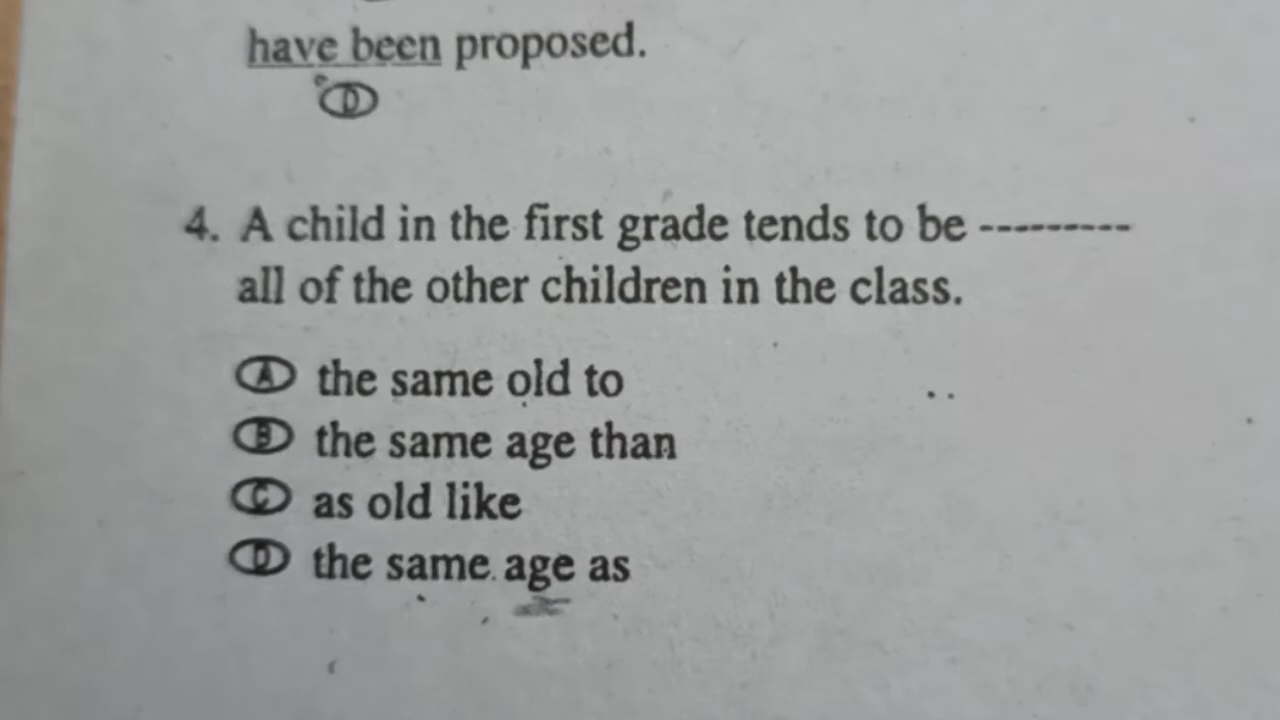 have been proposed.
D
4. A child in the first grade tends to be ---------
all of the other children in the class.
A the same old to
B the same age than
C as old like
D the same age as